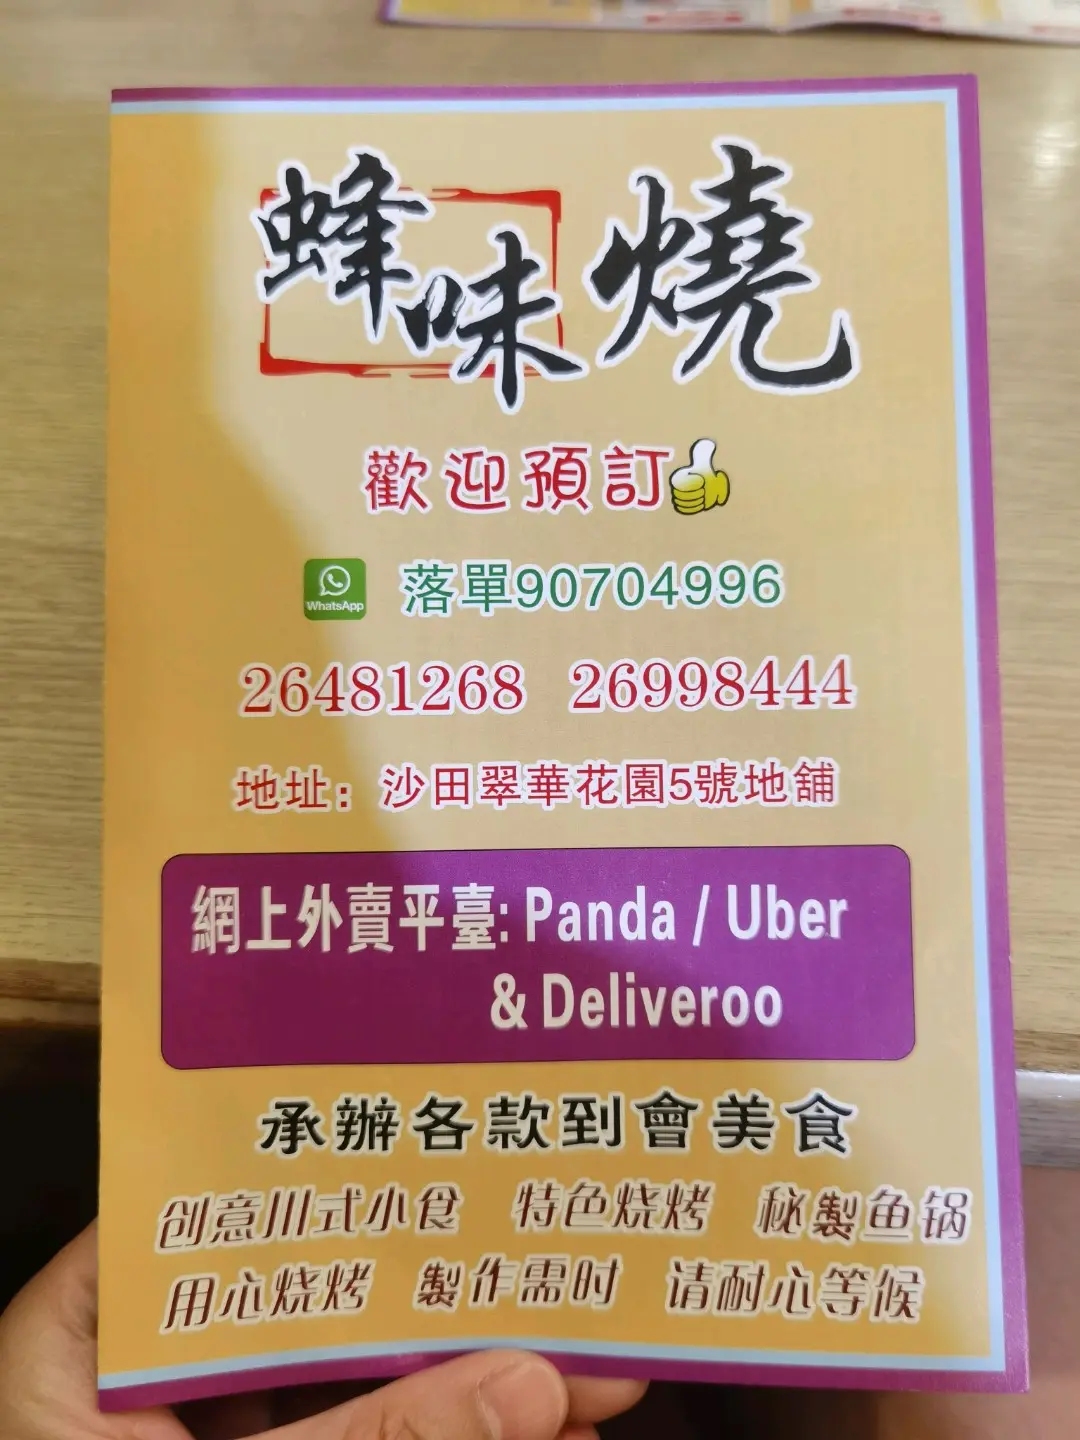 蜂味燒
歡迎預訂
WhatsApp 落單90704996
26481268 26998444
地址：沙田翠華花園5號地舖
網上外賣平臺: Panda / Uber
& Deliveroo
承辦各款到會美食
创意川式小食 特色烧烤 秘製鱼锅
用心烧烤 製作需时 请耐心等候